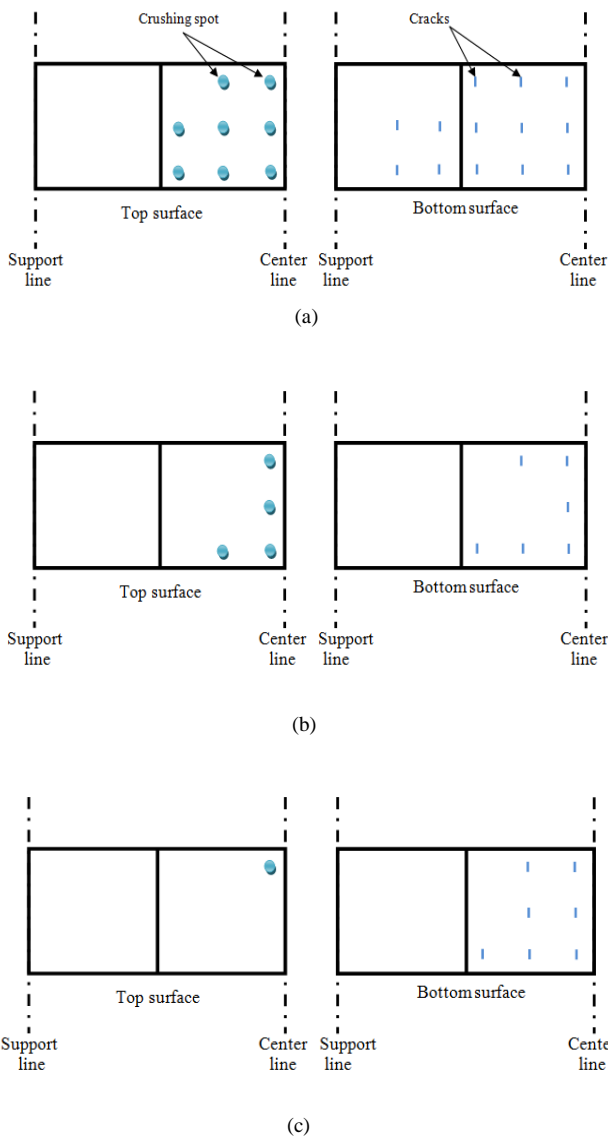 Crushing spot
Cracks
Top surface
Bottom surface
Support line
Center line
Support line
Center line
(a)
Top surface
Bottom surface
Support line
Center line
Support line
Center line
(b)
Top surface
Bottom surface
Support line
Center line
Support line
Cente
line
(c)